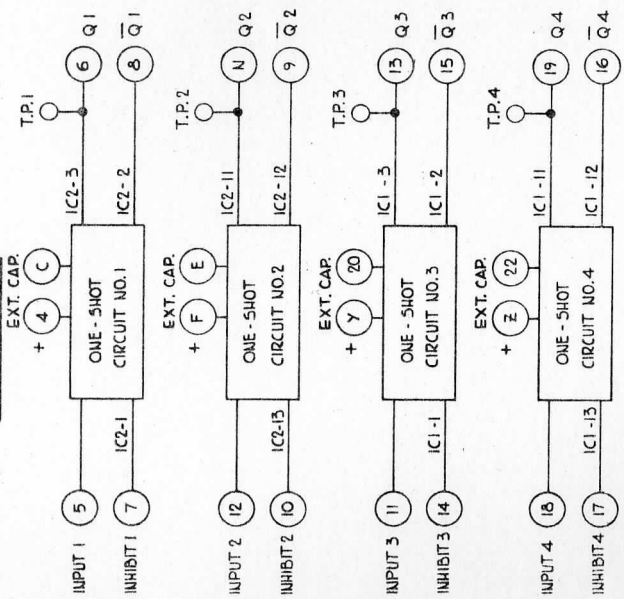 EXT. CAP.
+ 4 C
T.P.1
INPUT 1 5
ONE-SHOT
CIRCUIT NO.1
IC2-3
6 Q1
INHIBIT 1 7
IC2-1
IC2-2
8 Q̅1
EXT. CAP.
+ F E
T.P.2
INPUT 2 12
ONE-SHOT
CIRCUIT NO.2
IC2-11
N Q2
INHIBIT 2 10
IC2-13
IC2-12
9 Q̅2
EXT. CAP.
+ Y 20
T.P.3
INPUT 3 11
ONE-SHOT
CIRCUIT NO.3
IC1-3
13 Q3
INHIBIT 3 14
IC1-1
IC1-2
15 Q̅3
EXT. CAP.
+ Z 22
T.P.4
INPUT 4 18
ONE-SHOT
CIRCUIT NO.4
IC1-11
19 Q4
INHIBIT 4 17
IC1-13
IC1-12
16 Q̅4